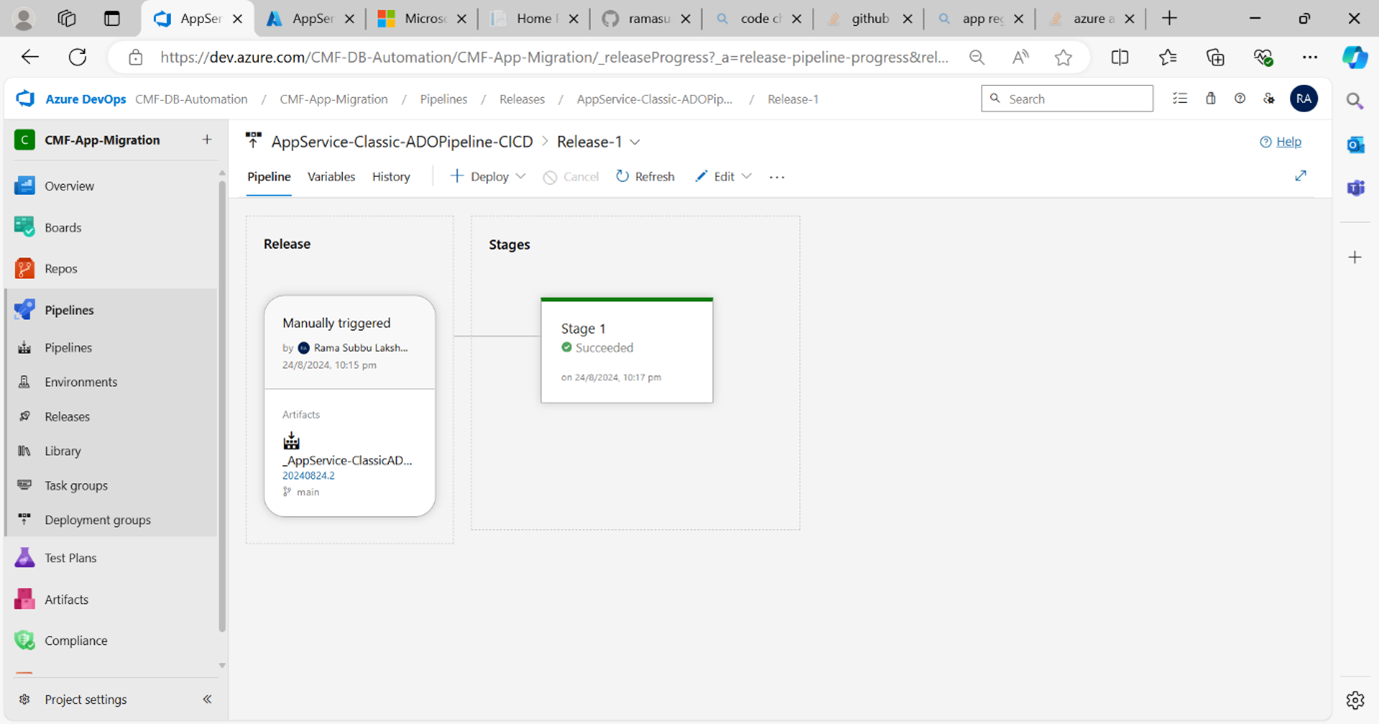 AppSer
AppSer
Microso
Home
ramasu
code cl
github
app reg
azure a
https://dev.azure.com/CMF-DB-Automation/CMF-App-Migration/_releaseProgress?_a=release-pipeline-progress&rel...
Azure DevOps CMF-DB-Automation / CMF-App-Migration / Pipelines / Releases / AppService-Classic-ADOPip... / Release-1
Search
RA
C CMF-App-Migration
AppService-Classic-ADOPipeline-CICD > Release-1
Help
Pipeline Variables History Deploy Cancel Refresh Edit ...
Overview
Boards
Repos
Pipelines
Pipelines
Environments
Releases
Library
Task groups
Deployment groups
Test Plans
Artifacts
Compliance
Project settings
Release
Manually triggered
by Rama Subbu Laksh...
24/8/2024, 10:15 pm
Artifacts
_AppService-ClassicAD...
20240824.2
main
Stages
Stage 1
Succeeded
on 24/8/2024, 10:17 pm